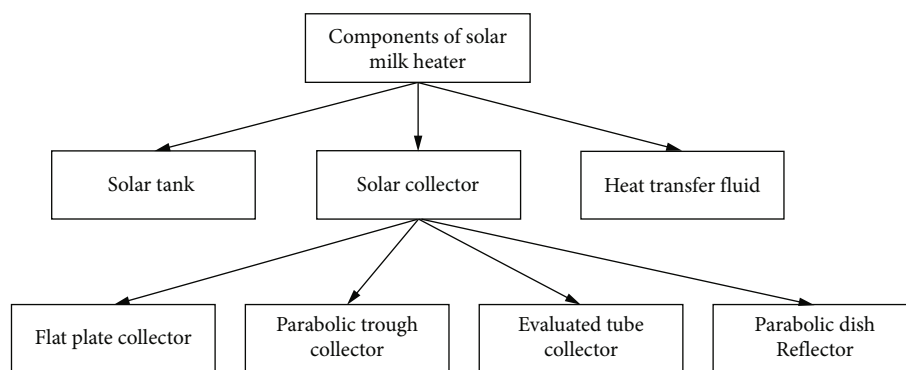 Components of solar
milk heater
Solar tank
Solar collector
Heat transfer fluid
Flat plate collector
Parabolic trough
collector
Evaluated tube
collector
Parabolic dish
Reflector